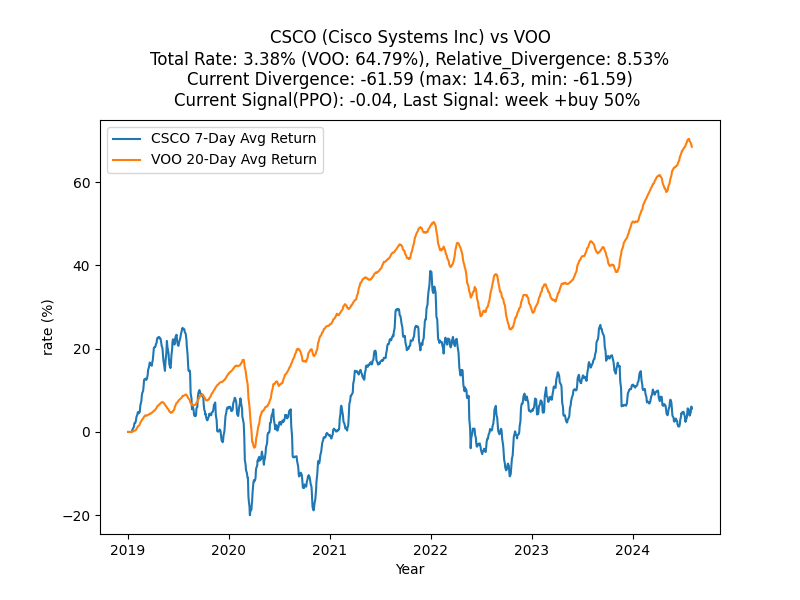 CSCO (Cisco Systems Inc) vs VOO
Total Rate: 3.38% (VOO: 64.79%), Relative_Divergence: 8.53%
Current Divergence: -61.59 (max: 14.63, min: -61.59)
Current Signal(PPO): -0.04, Last Signal: week +buy 50%
CSCO 7-Day Avg Return
VOO 20-Day Avg Return
60
40
20
0
−20
rate (%)
2019 2020 2021 2022 2023 2024
Year